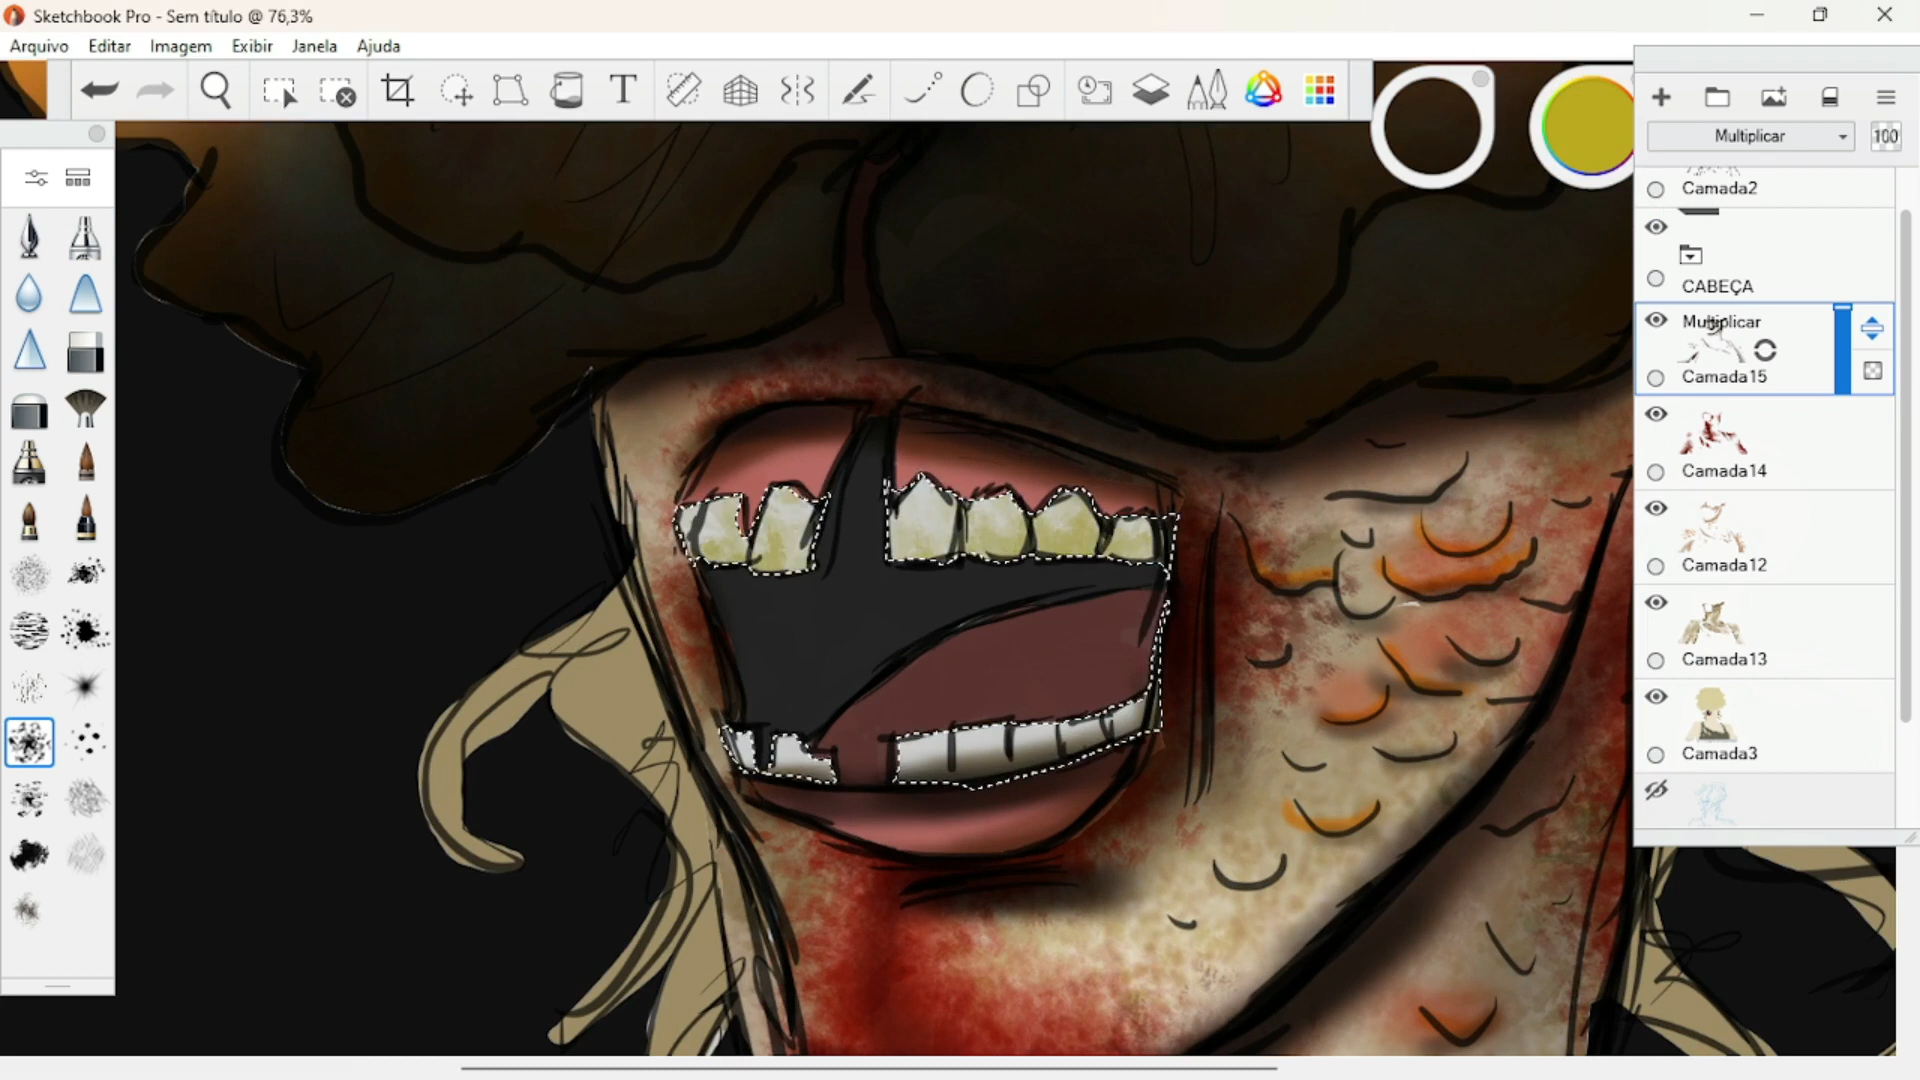 Sketchbook Pro - Sem título @ 76,3%
Arquivo Editar Imagem Exibir Janela Ajuda
Multiplicar 100
Camada2
CABEÇA
Multiplicar
Camada15
Camada14
Camada12
Camada13
Camada3